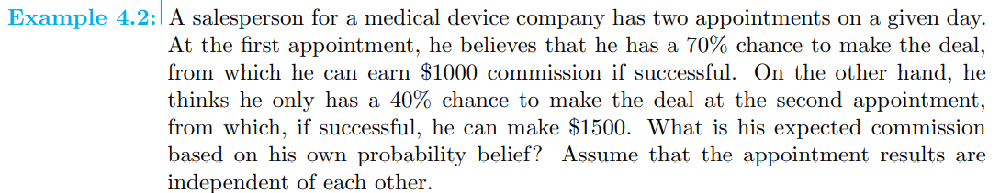 Example 4.2: A salesperson for a medical device company has two appointments on a given day.
At the first appointment, he believes that he has a 70% chance to make the deal,
from which he can earn $1000 commission if successful. On the other hand, he
thinks he only has a 40% chance to make the deal at the second appointment,
from which, if successful, he can make $1500. What is his expected commission
based on his own probability belief? Assume that the appointment results are
independent of each other.